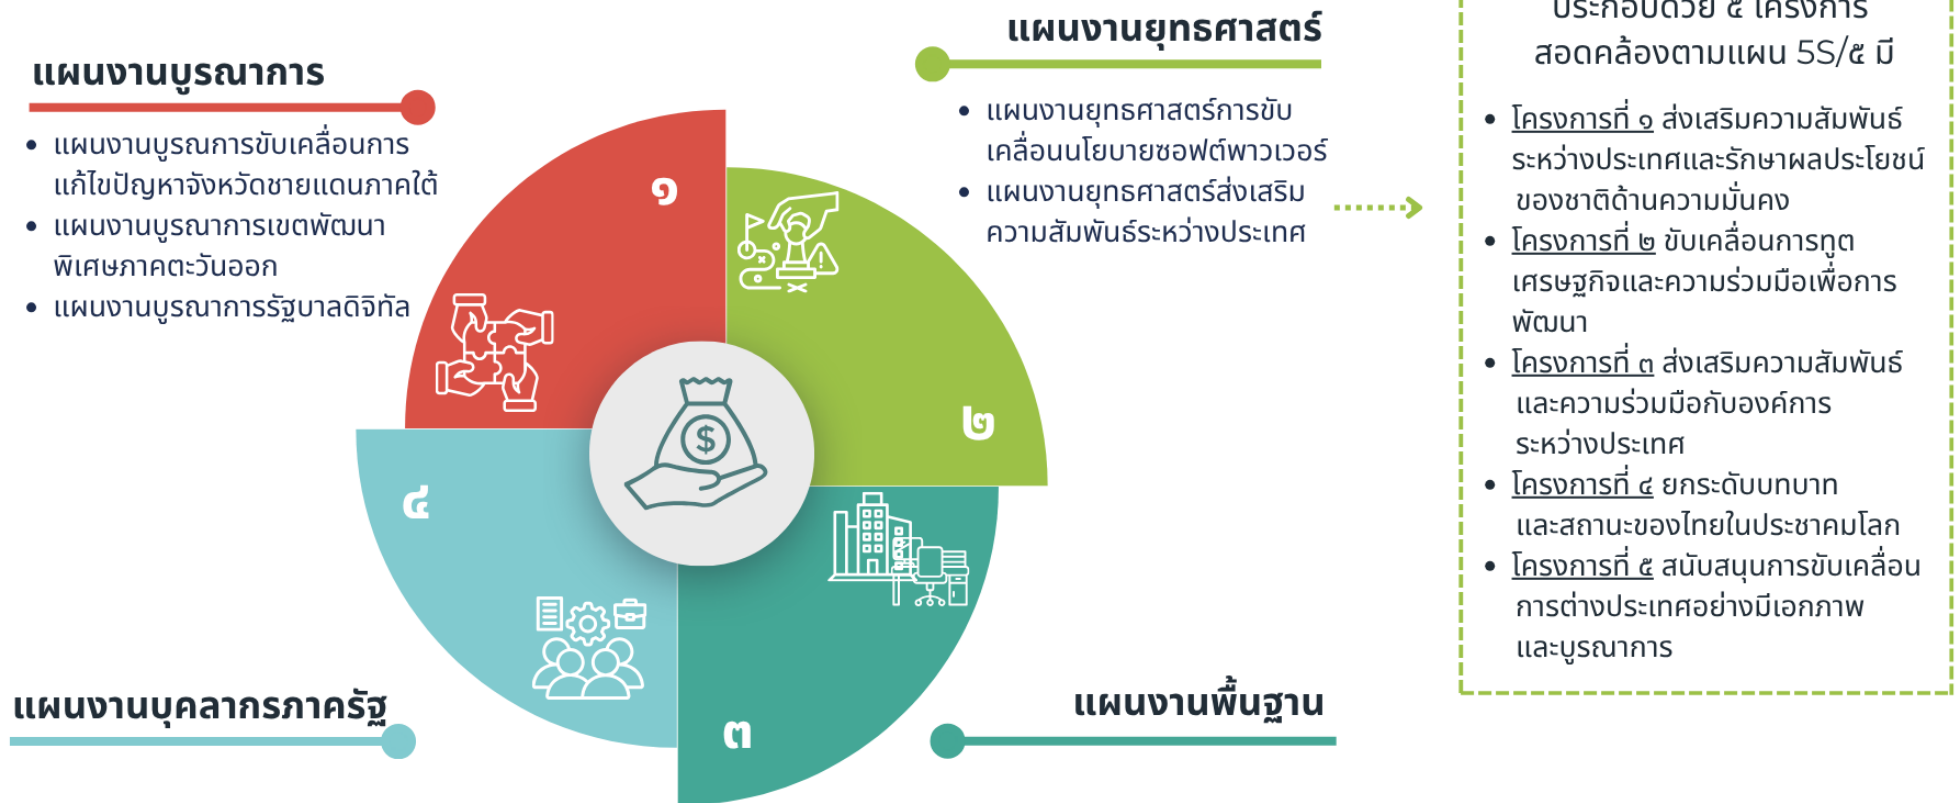 แผนงานบูรณาการ
• แผนงานบูรณการขับเคลื่อนการ
แก้ไขปัญหาจังหวัดชายแดนภาคใต้
• แผนงานบูรณาการเขตพัฒนา
พิเศษภาคตะวันออก
• แผนงานบูรณาการรัฐบาลดิจิทัล
แผนงานยุทธศาสตร์
• แผนงานยุทธศาสตร์การขับ
เคลื่อนนโยบายซอฟต์พาวเวอร์
• แผนงานยุทธศาสตร์ส่งเสริม
ความสัมพันธ์ระหว่างประเทศ
๑
๒
๓
๔
$
แผนงานบุคลากรภาครัฐ
แผนงานพื้นฐาน
ประกอบด้วย ๕ โครงการ
สอดคล้องตามแผน 5S/๕ มี
• โครงการที่ ๑ ส่งเสริมความสัมพันธ์
ระหว่างประเทศและรักษาผลประโยชน์
ของชาติด้านความมั่นคง
• โครงการที่ ๒ ขับเคลื่อนการทูต
เศรษฐกิจและความร่วมมือเพื่อการ
พัฒนา
• โครงการที่ ๓ ส่งเสริมความสัมพันธ์
และความร่วมมือกับองค์การ
ระหว่างประเทศ
• โครงการที่ ๔ ยกระดับบทบาท
และสถานะของไทยในประชาคมโลก
• โครงการที่ ๕ สนับสนุนการขับเคลื่อน
การต่างประเทศอย่างมีเอกภาพ
และบูรณาการ